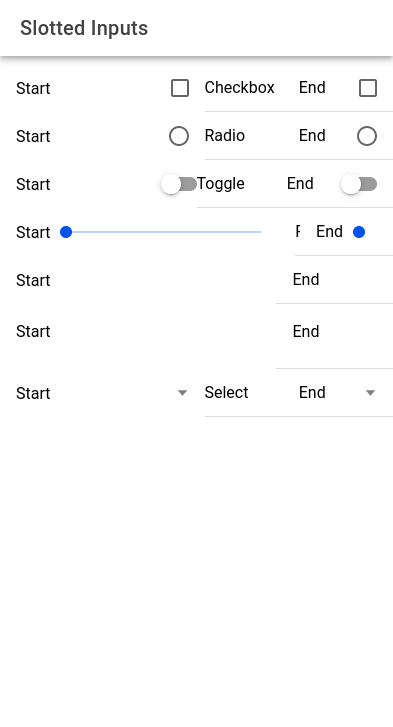 Slotted Inputs
Start Checkbox End
Start Radio End
Start Toggle End
Start End
Start End
Start End
Start Select End